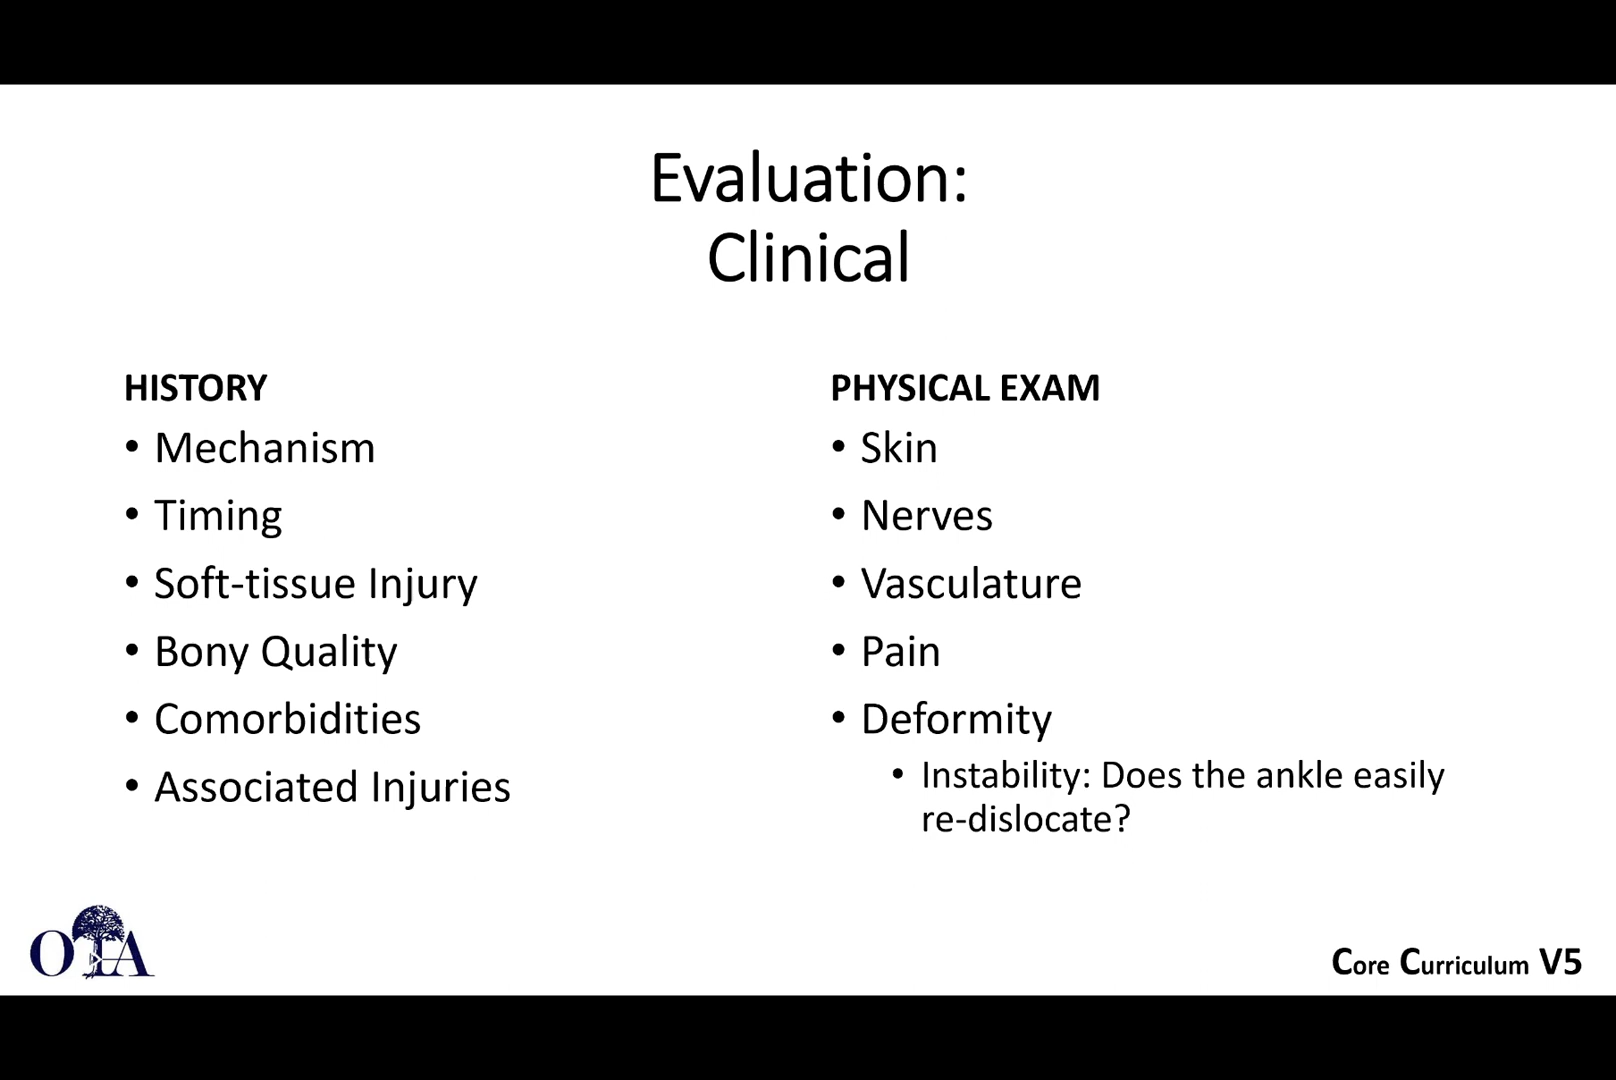 Evaluation:
Clinical
HISTORY
• Mechanism
• Timing
• Soft-tissue Injury
• Bony Quality
• Comorbidities
• Associated Injuries
PHYSICAL EXAM
• Skin
• Nerves
• Vasculature
• Pain
• Deformity
• Instability: Does the ankle easily
re-dislocate?
OTA
Core Curriculum V5